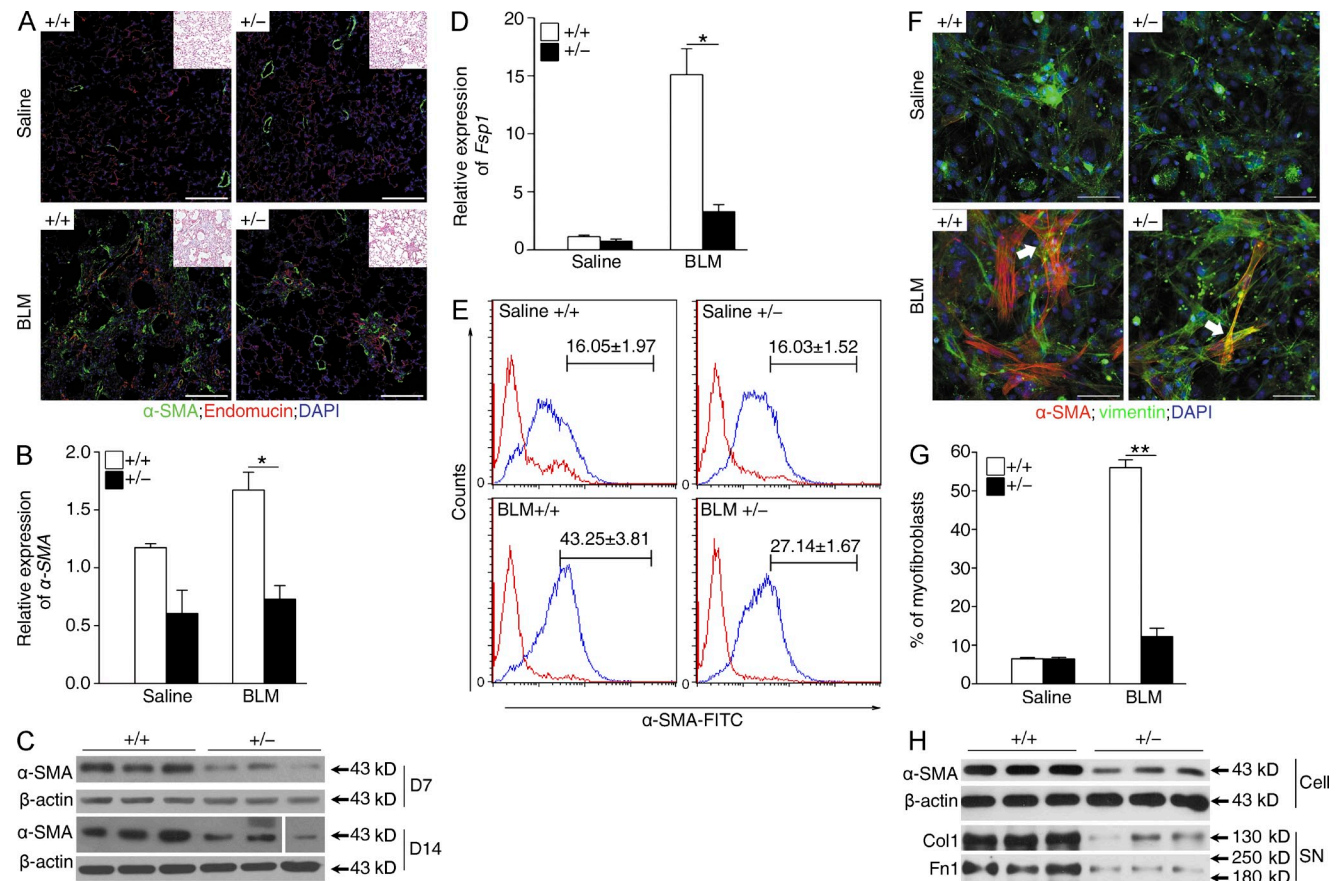 A
+/+
+/−
Saline
+/+
+/−
BLM
α-SMA;Endomucin;DAPI
B
Relative expression
of α-SMA
2.0
1.5
1.0
0.5
0.0
+/+
+/−
*
Saline
BLM
C
+/+
+/−
α-SMA
43 kD
β-actin
43 kD
D7
α-SMA
43 kD
β-actin
43 kD
D14
D
Relative expression
of Fsp1
20
15
10
5
0
+/+
+/−
*
Saline
BLM
E
Counts
Saline +/+
16.05±1.97
0
Saline +/−
16.03±1.52
0
BLM+/+
43.25±3.81
0
BLM +/−
27.14±1.67
0
α-SMA-FITC
F
+/+
+/−
Saline
+/+
+/−
BLM
α-SMA; vimentin;DAPI
G
% of myofibroblasts
60
50
40
30
20
10
0
+/+
+/−
**
Saline
BLM
H
+/+
+/−
α-SMA
43 kD
β-actin
43 kD
Cell
Col1
130 kD
250 kD
Fn1
180 kD
SN